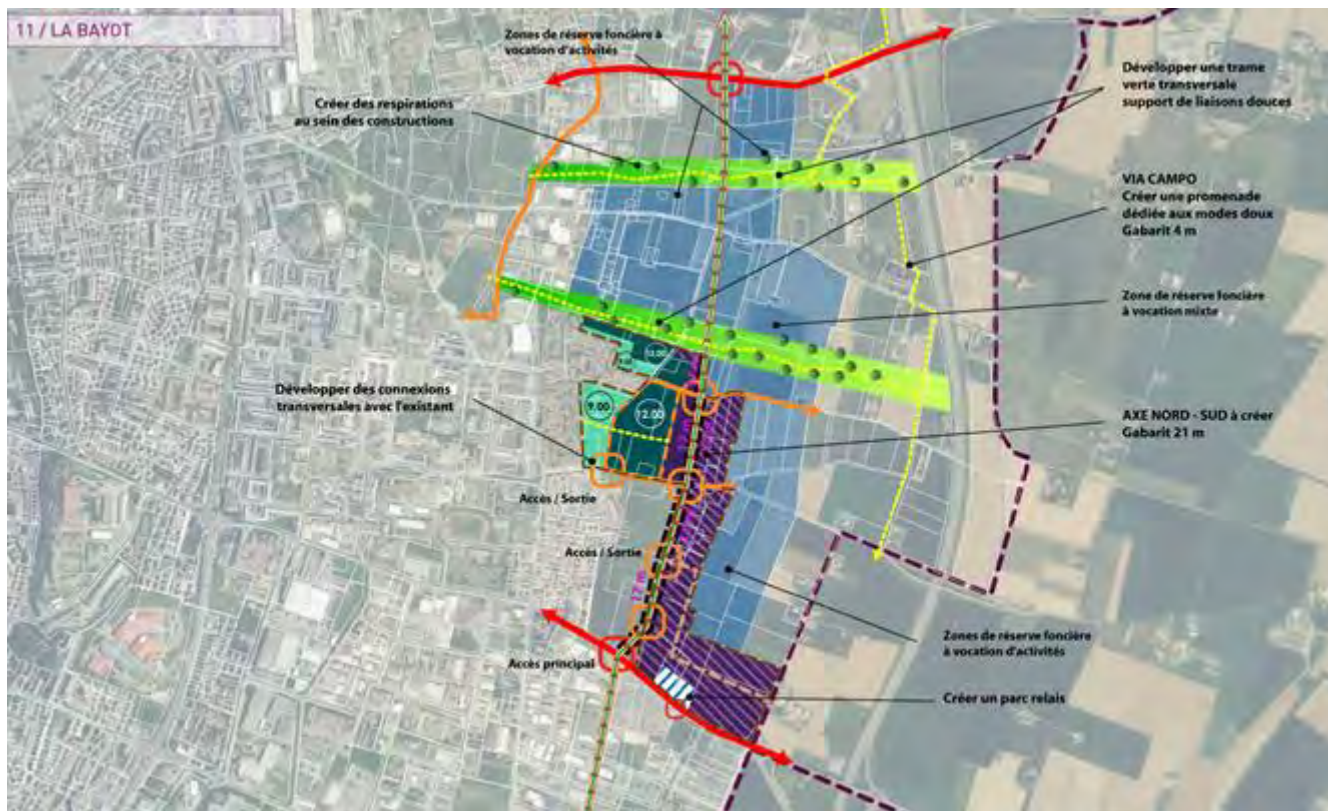 11 / LA BAYOT
Zones de réserve foncière à
vocation d'activités
Développer une trame
verte transversale
support de liaisons douces
Créer des respirations
au sein des constructions
VIA CAMPO
Créer une promenade
dédiée aux modes doux
Gabarit 4 m
Zone de réserve foncière
à vocation mixte
Développer des connexions
transversales avec l'existant
9.00
12.00
AXE NORD - SUD à créer
Gabarit 21 m
Accès / Sortie
Accès / Sortie
12 m
Zones de réserve foncière
à vocation d'activités
Accès principal
Créer un parc relais